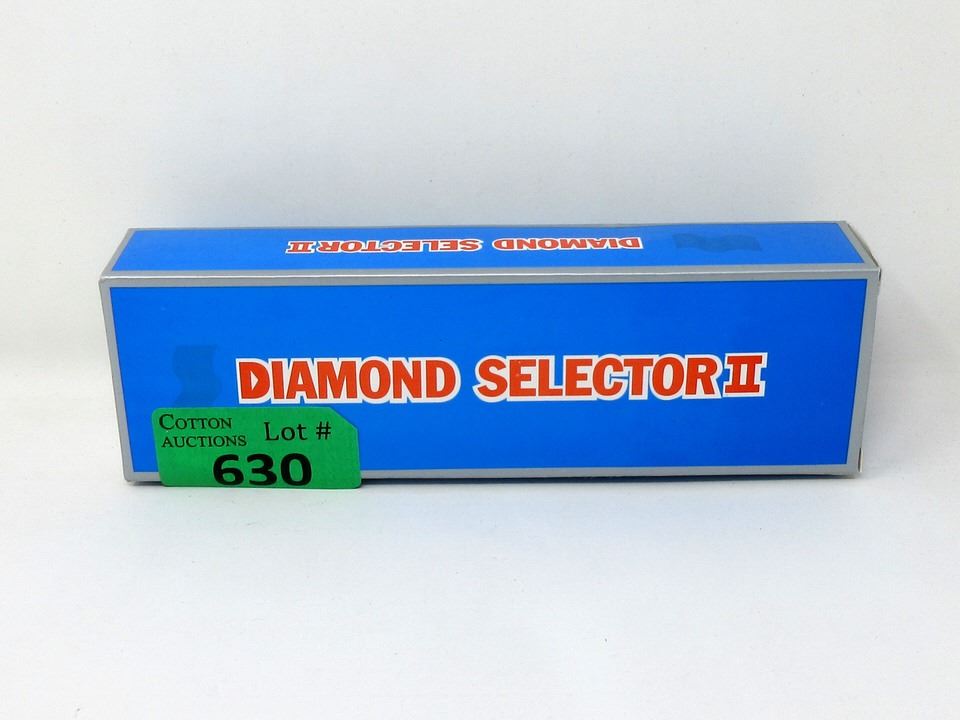 DIAMOND SELECTOR II
DIAMOND SELECTOR II
COTTON
AUCTIONS
Lot #
630